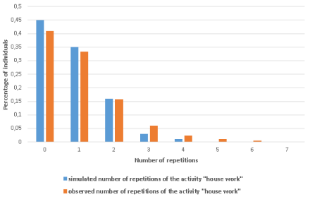 0,5
0,45
0,4
0,35
0,3
0,25
0,2
0,15
0,1
0,05
0
Percentage of individuals
0 1 2 3 4 5 6 7
Number of repetitions
simulated number of repetitions of the activity "house work"
observed number of repetitions of the activity "house work"